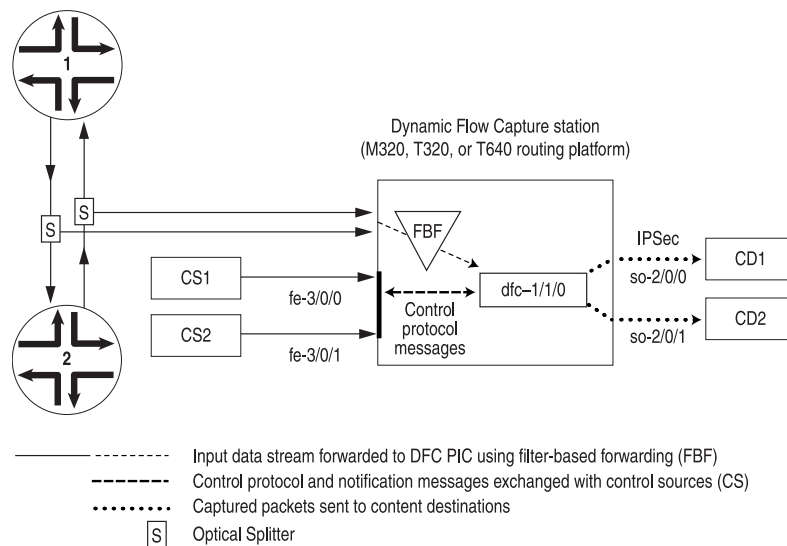 1
Dynamic Flow Capture station
(M320, T320, or T640 routing platform)
S
S
FBF
IPSec
CS1
CD1
dfc–1/1/0
fe-3/0/0
so-2/0/0
Control
protocol
messages
CS2
CD2
fe-3/0/1
so-2/0/1
2
Input data stream forwarded to DFC PIC using filter-based forwarding (FBF)
Control protocol and notification messages exchanged with control sources (CS)
Captured packets sent to content destinations
S Optical Splitter